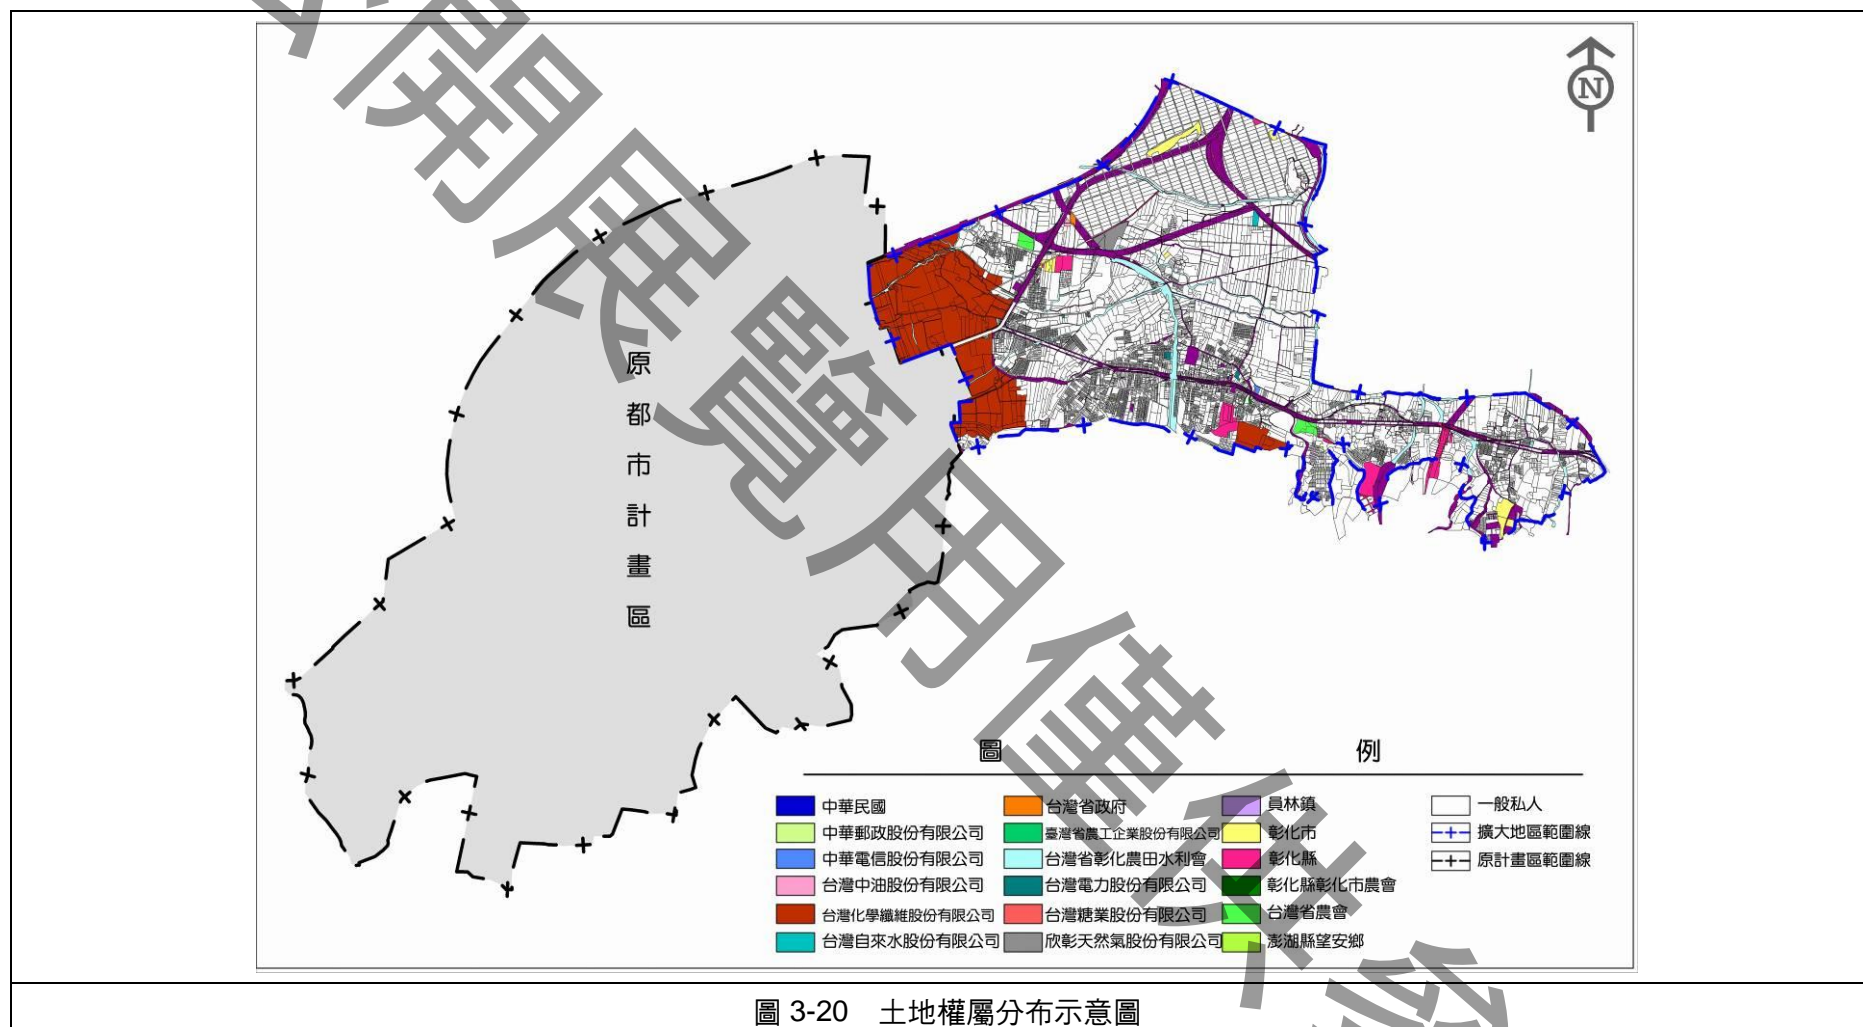 公開展覽用僅供參
N
原都市計畫區
圖例
中華民國
中華郵政股份有限公司
中華電信股份有限公司
台灣中油股份有限公司
台灣化學纖維股份有限公司
台灣自來水股份有限公司
台灣省政府
臺灣省農工企業股份有限公司
台灣省彰化農田水利會
台灣電力股份有限公司
台灣糖業股份有限公司
欣彰天然氣股份有限公司
員林鎮
彰化市
彰化縣
彰化縣彰化市農會
台灣省農會
澎湖縣望安鄉
一般私人
擴大地區範圍線
原計畫區範圍線
圖 3-20 土地權屬分布示意圖